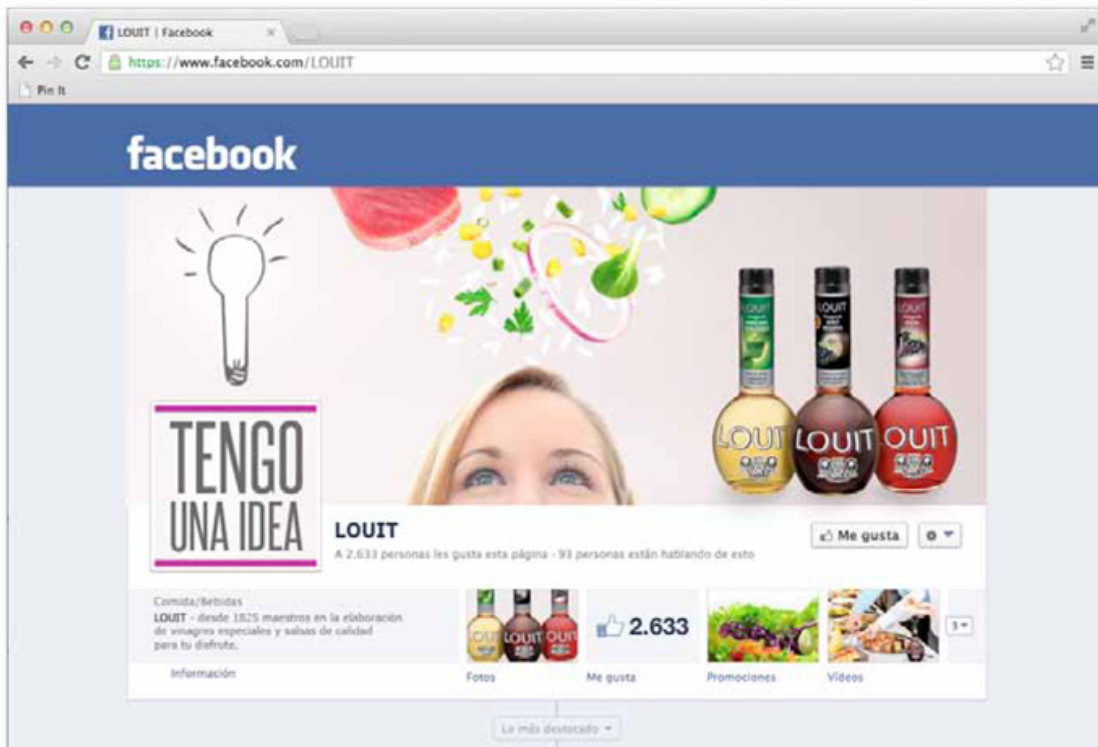 LOUIT | Facebook
https://www.facebook.com/LOUIT
Pin It
facebook
LOUIT
LOUIT
LOUIT
LOUIT
LOUIT
OUIT
TENGO
UNA IDEA
LOUIT
A 2.633 personas les gusta esta página - 93 personas están hablando de esto
Me gusta
Comida/Bebidas
LOUIT - desde 1825 maestros en la elaboración
de vinagres especiales y salsas de calidad
para tu disfrute.
Información
2.633
3
Fotos
Me gusta
Promociones
Vídeos
Lo más destacado